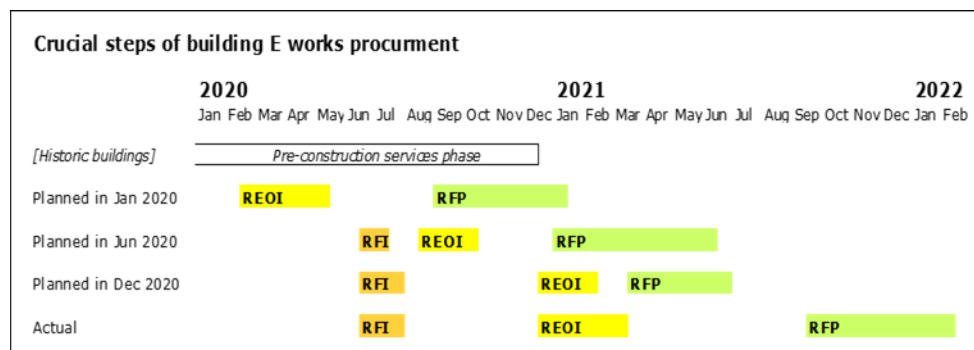 Crucial steps of building E works procurment
2020 2021 2022
Jan Feb Mar Apr May Jun Jul Aug Sep Oct Nov Dec Jan Feb Mar Apr May Jun Jul Aug Sep Oct Nov Dec Jan Feb
[Historic buildings] Pre-construction services phase
Planned in Jan 2020 REOI RFP
Planned in Jun 2020 RFI REOI RFP
Planned in Dec 2020 RFI REOI RFP
Actual RFI REOI RFP